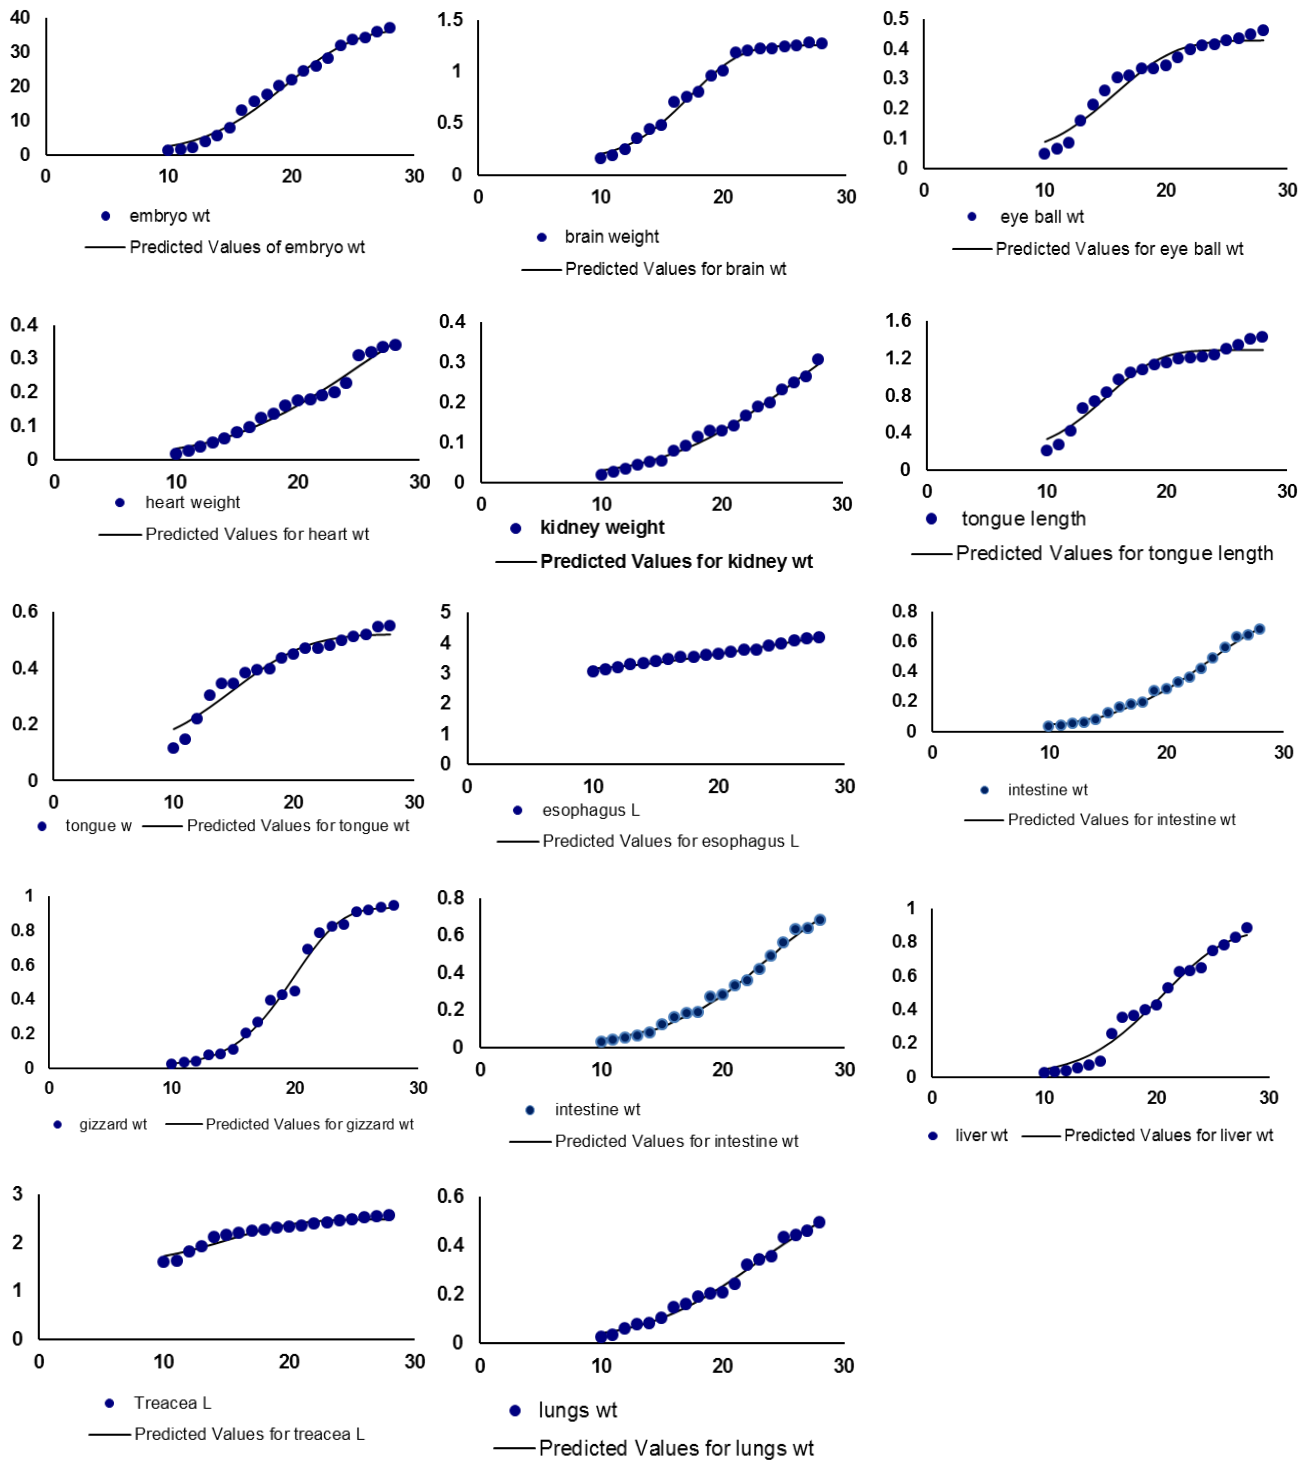 40
30
20
10
0
0 10 20 30
embryo wt
Predicted Values of embryo wt
1.5
1
0.5
0
0 10 20 30
brain weight
Predicted Values for brain wt
0.5
0.4
0.3
0.2
0.1
0
0 10 20 30
eye ball wt
Predicted Values for eye ball wt
0.4
0.3
0.2
0.1
0
0 10 20 30
heart weight
Predicted Values for heart wt
0.4
0.3
0.2
0.1
0
0 10 20 30
kidney weight
Predicted Values for kidney wt
1.6
1.2
0.8
0.4
0
0 10 20 30
tongue length
Predicted Values for tongue length
0.6
0.4
0.2
0
0 10 20 30
tongue w Predicted Values for tongue wt
5
4
3
2
1
0
0 10 20 30
esophagus L
Predicted Values for esophagus L
0.8
0.6
0.4
0.2
0
0 10 20 30
intestine wt
Predicted Values for intestine wt
1
0.8
0.6
0.4
0.2
0
0 10 20 30
gizzard wt Predicted Values for gizzard wt
0.8
0.6
0.4
0.2
0
0 10 20 30
intestine wt
Predicted Values for intestine wt
1
0.8
0.6
0.4
0.2
0
0 10 20 30
liver wt Predicted Values for liver wt
3
2
1
0
0 10 20 30
Treacea L
Predicted Values for treacea L
0.6
0.4
0.2
0
0 10 20 30
lungs wt
Predicted Values for lungs wt